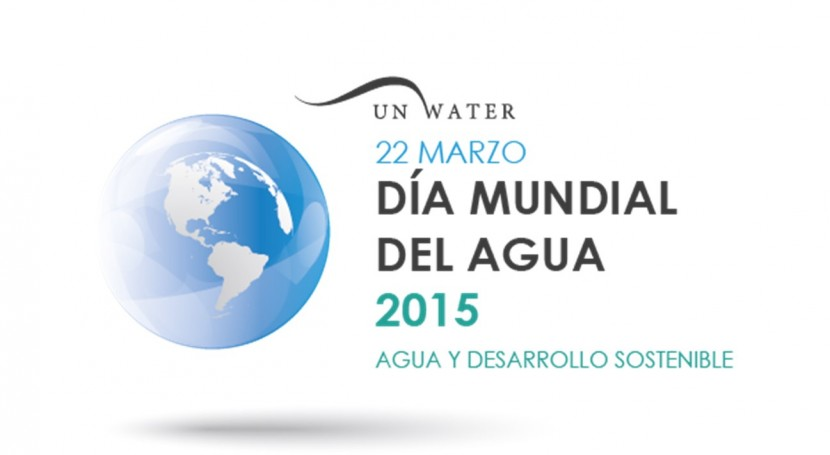 UN WATER
22 MARZO
DÍA MUNDIAL
DEL AGUA
2015
AGUA Y DESARROLLO SOSTENIBLE